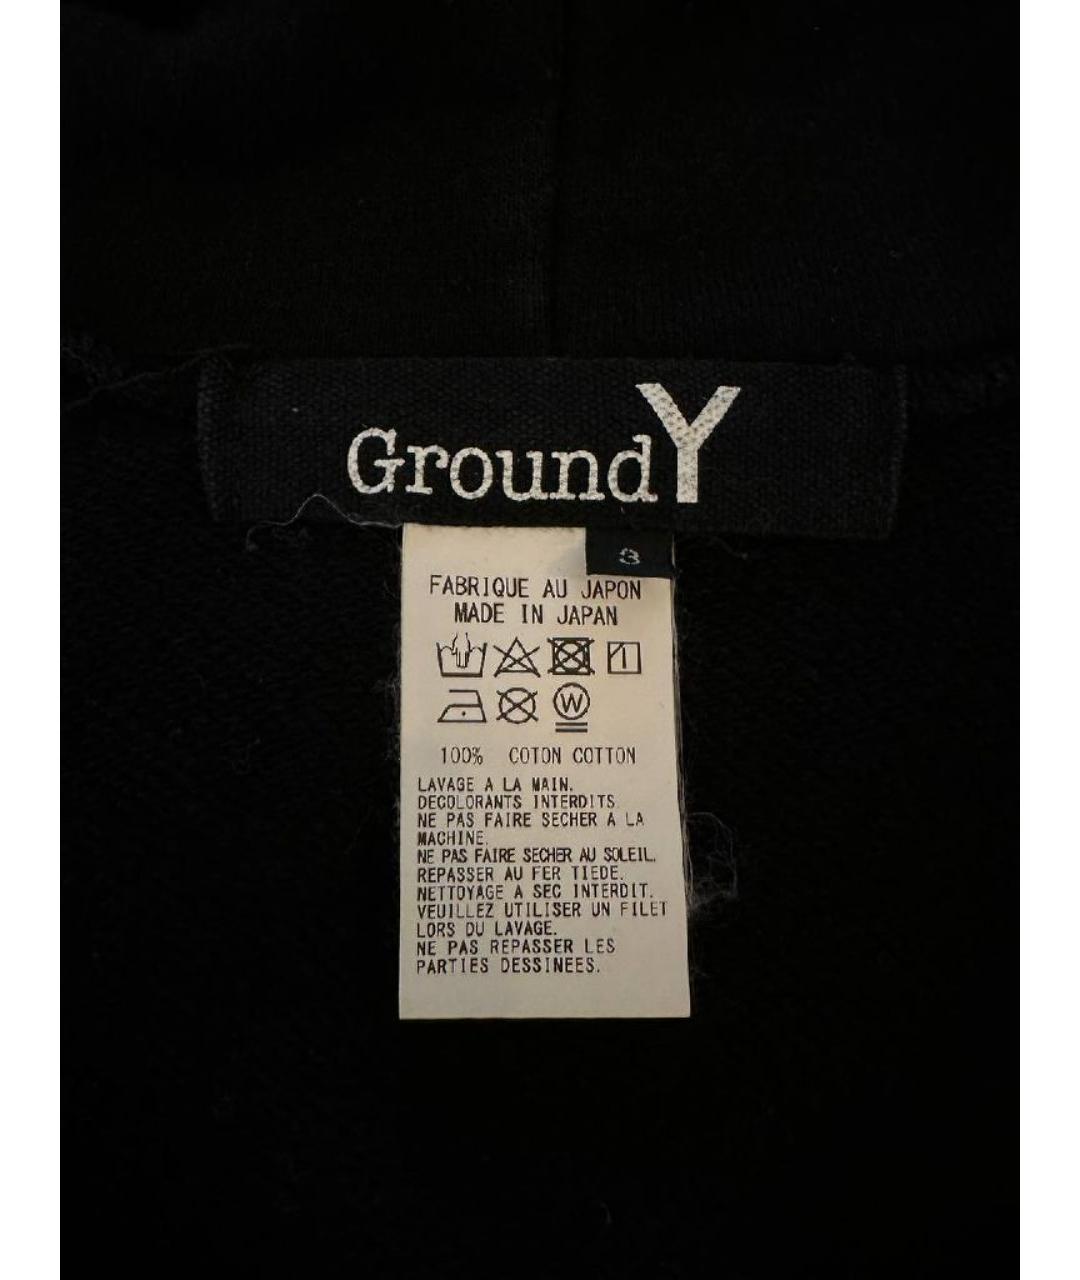 GroundY
3
FABRIQUE AU JAPON
MADE IN JAPAN
W
100% COTON COTTON
LAVAGE A LA MAIN.
DECOLORANTS INTERDITS.
NE PAS FAIRE SECHER A LA
MACHINE.
NE PAS FAIRE SECHER AU SOLEIL.
REPASSER AU FER TIEDE.
NETTOYAGE A SEC INTERDIT.
VEUILLEZ UTILISER UN FILET
LORS DU LAVAGE.
NE PAS REPASSER LES
PARTIES DESSINEES.